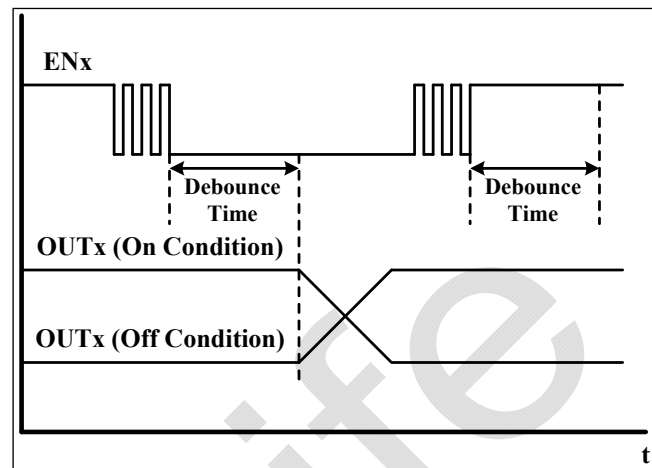 ENx
Debounce
Time
Debounce
Time
OUTx (On Condition)
OUTx (Off Condition)
t